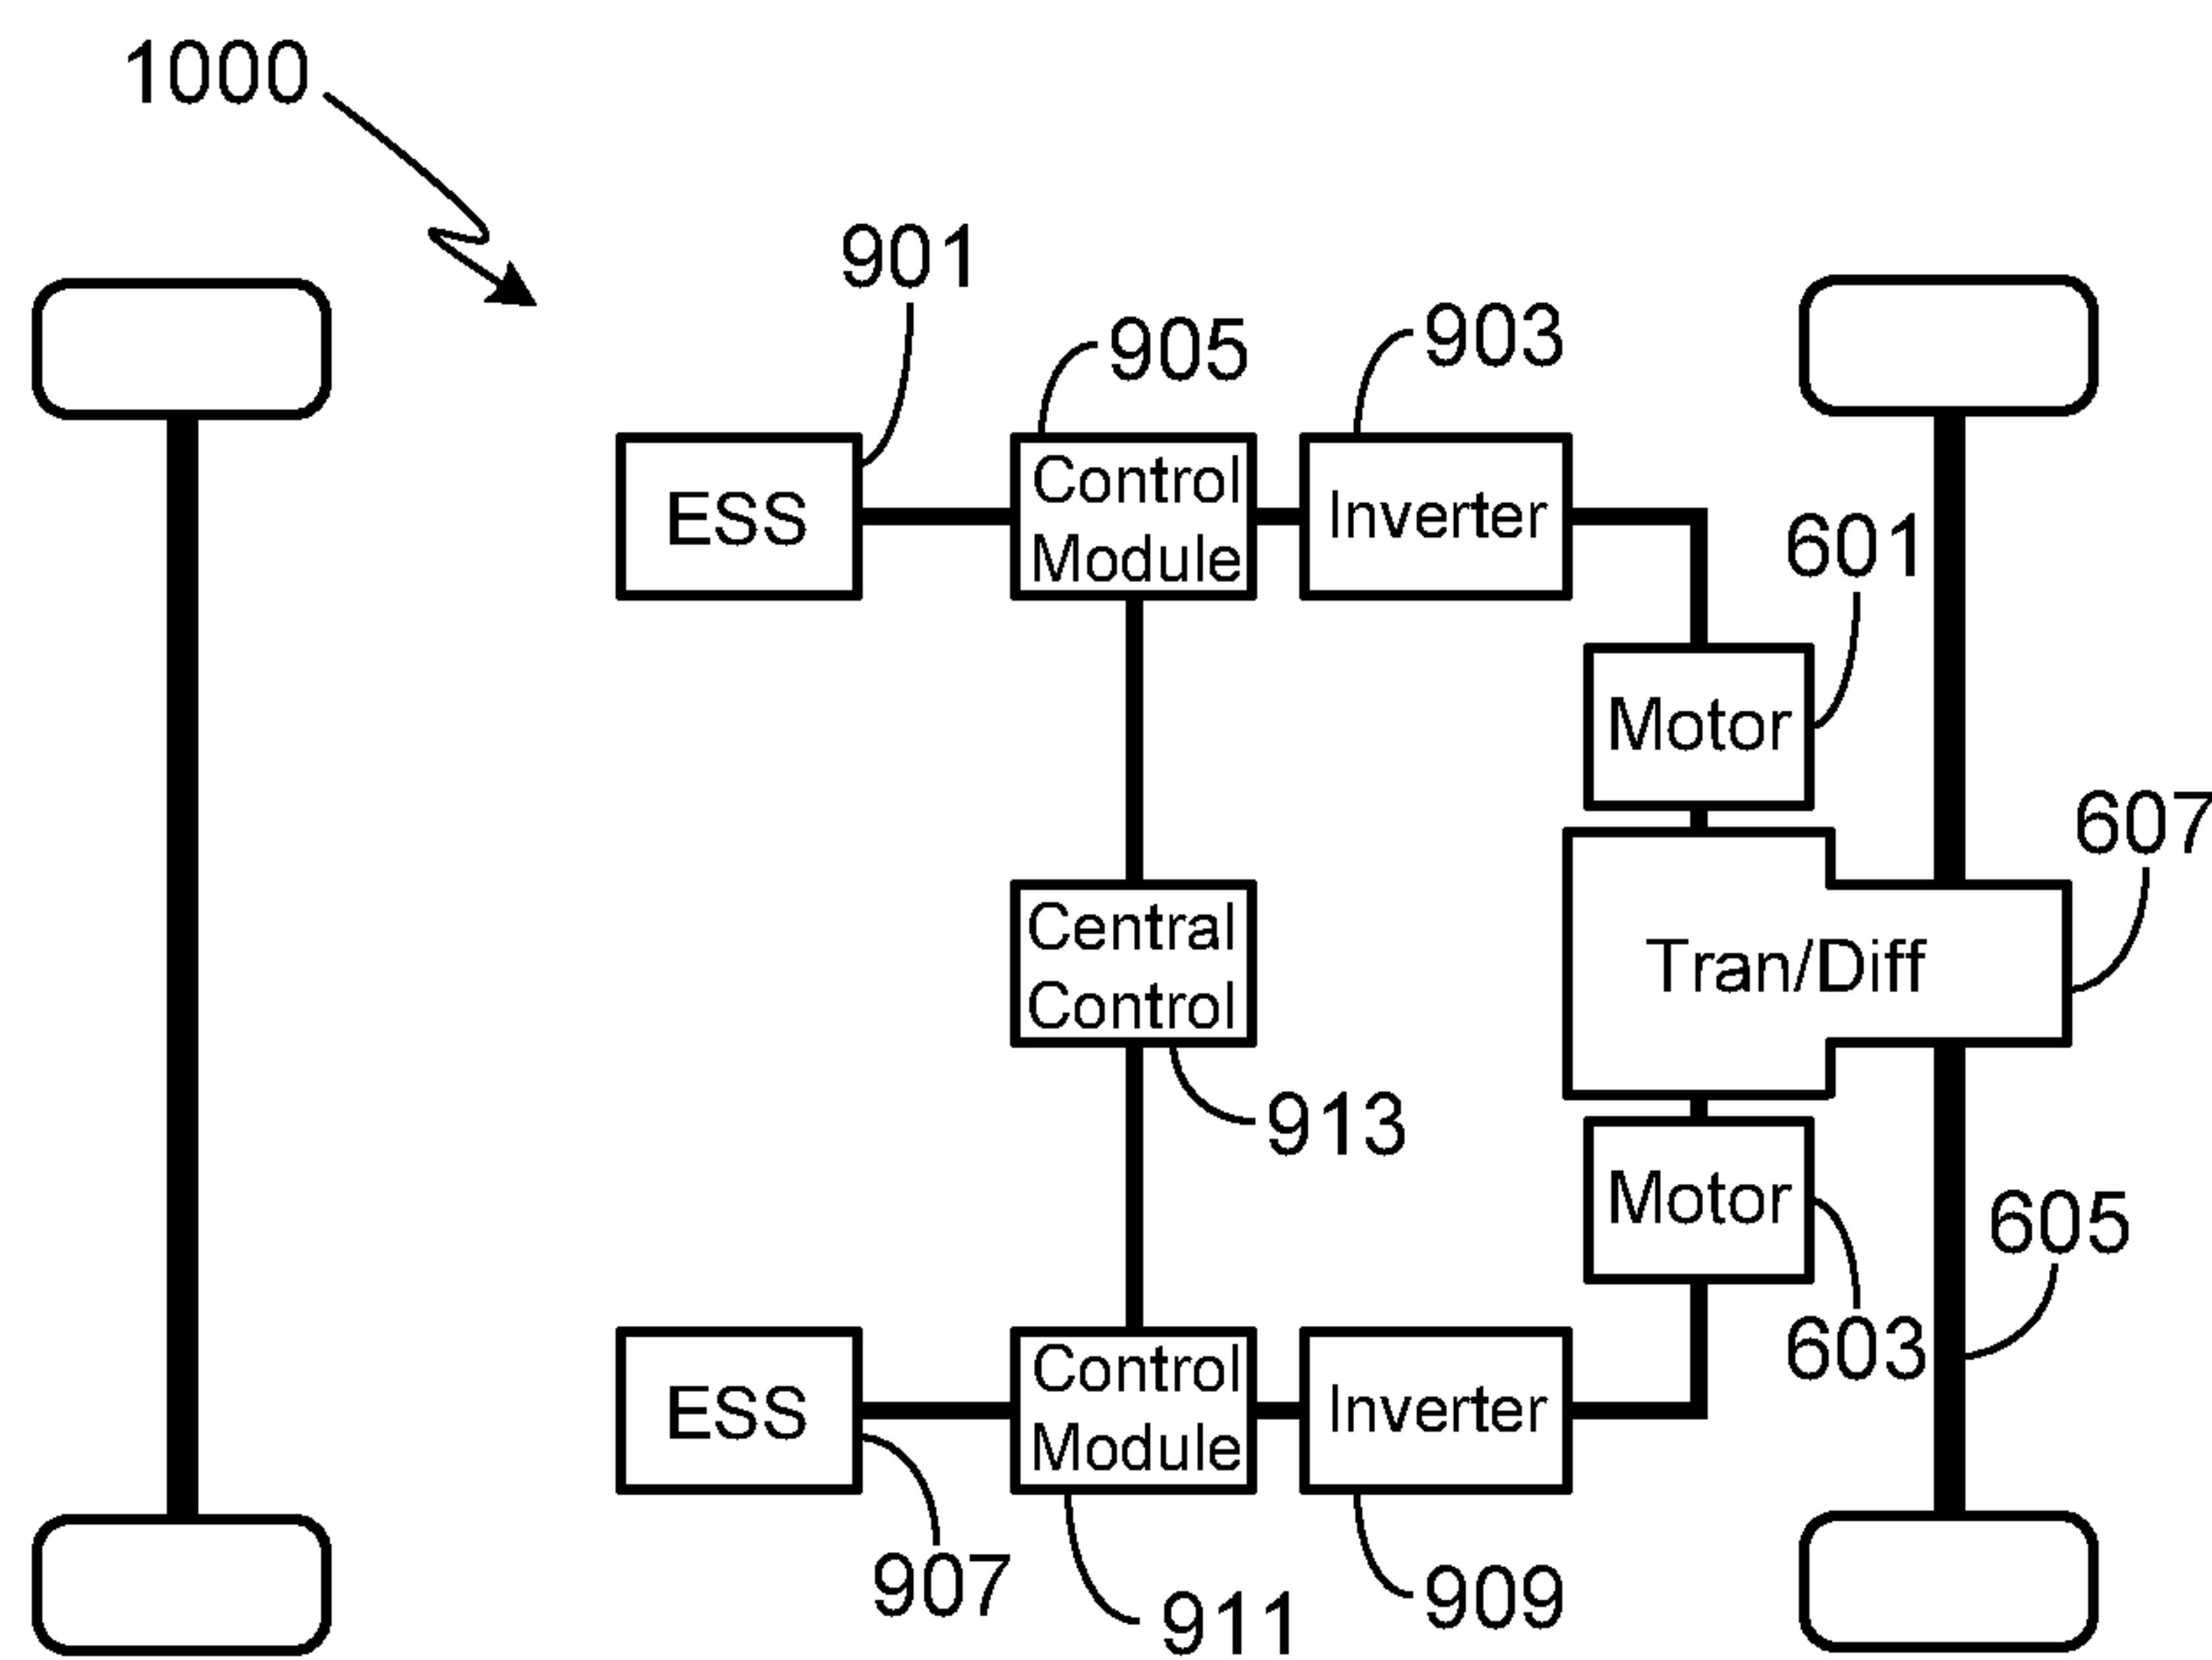 1000
901
905
903
ESS
Control
Module
Inverter
601
Motor
607
Central
Control
Tran/Diff
913
Motor
605
603
ESS
Control
Module
Inverter
907
911
909